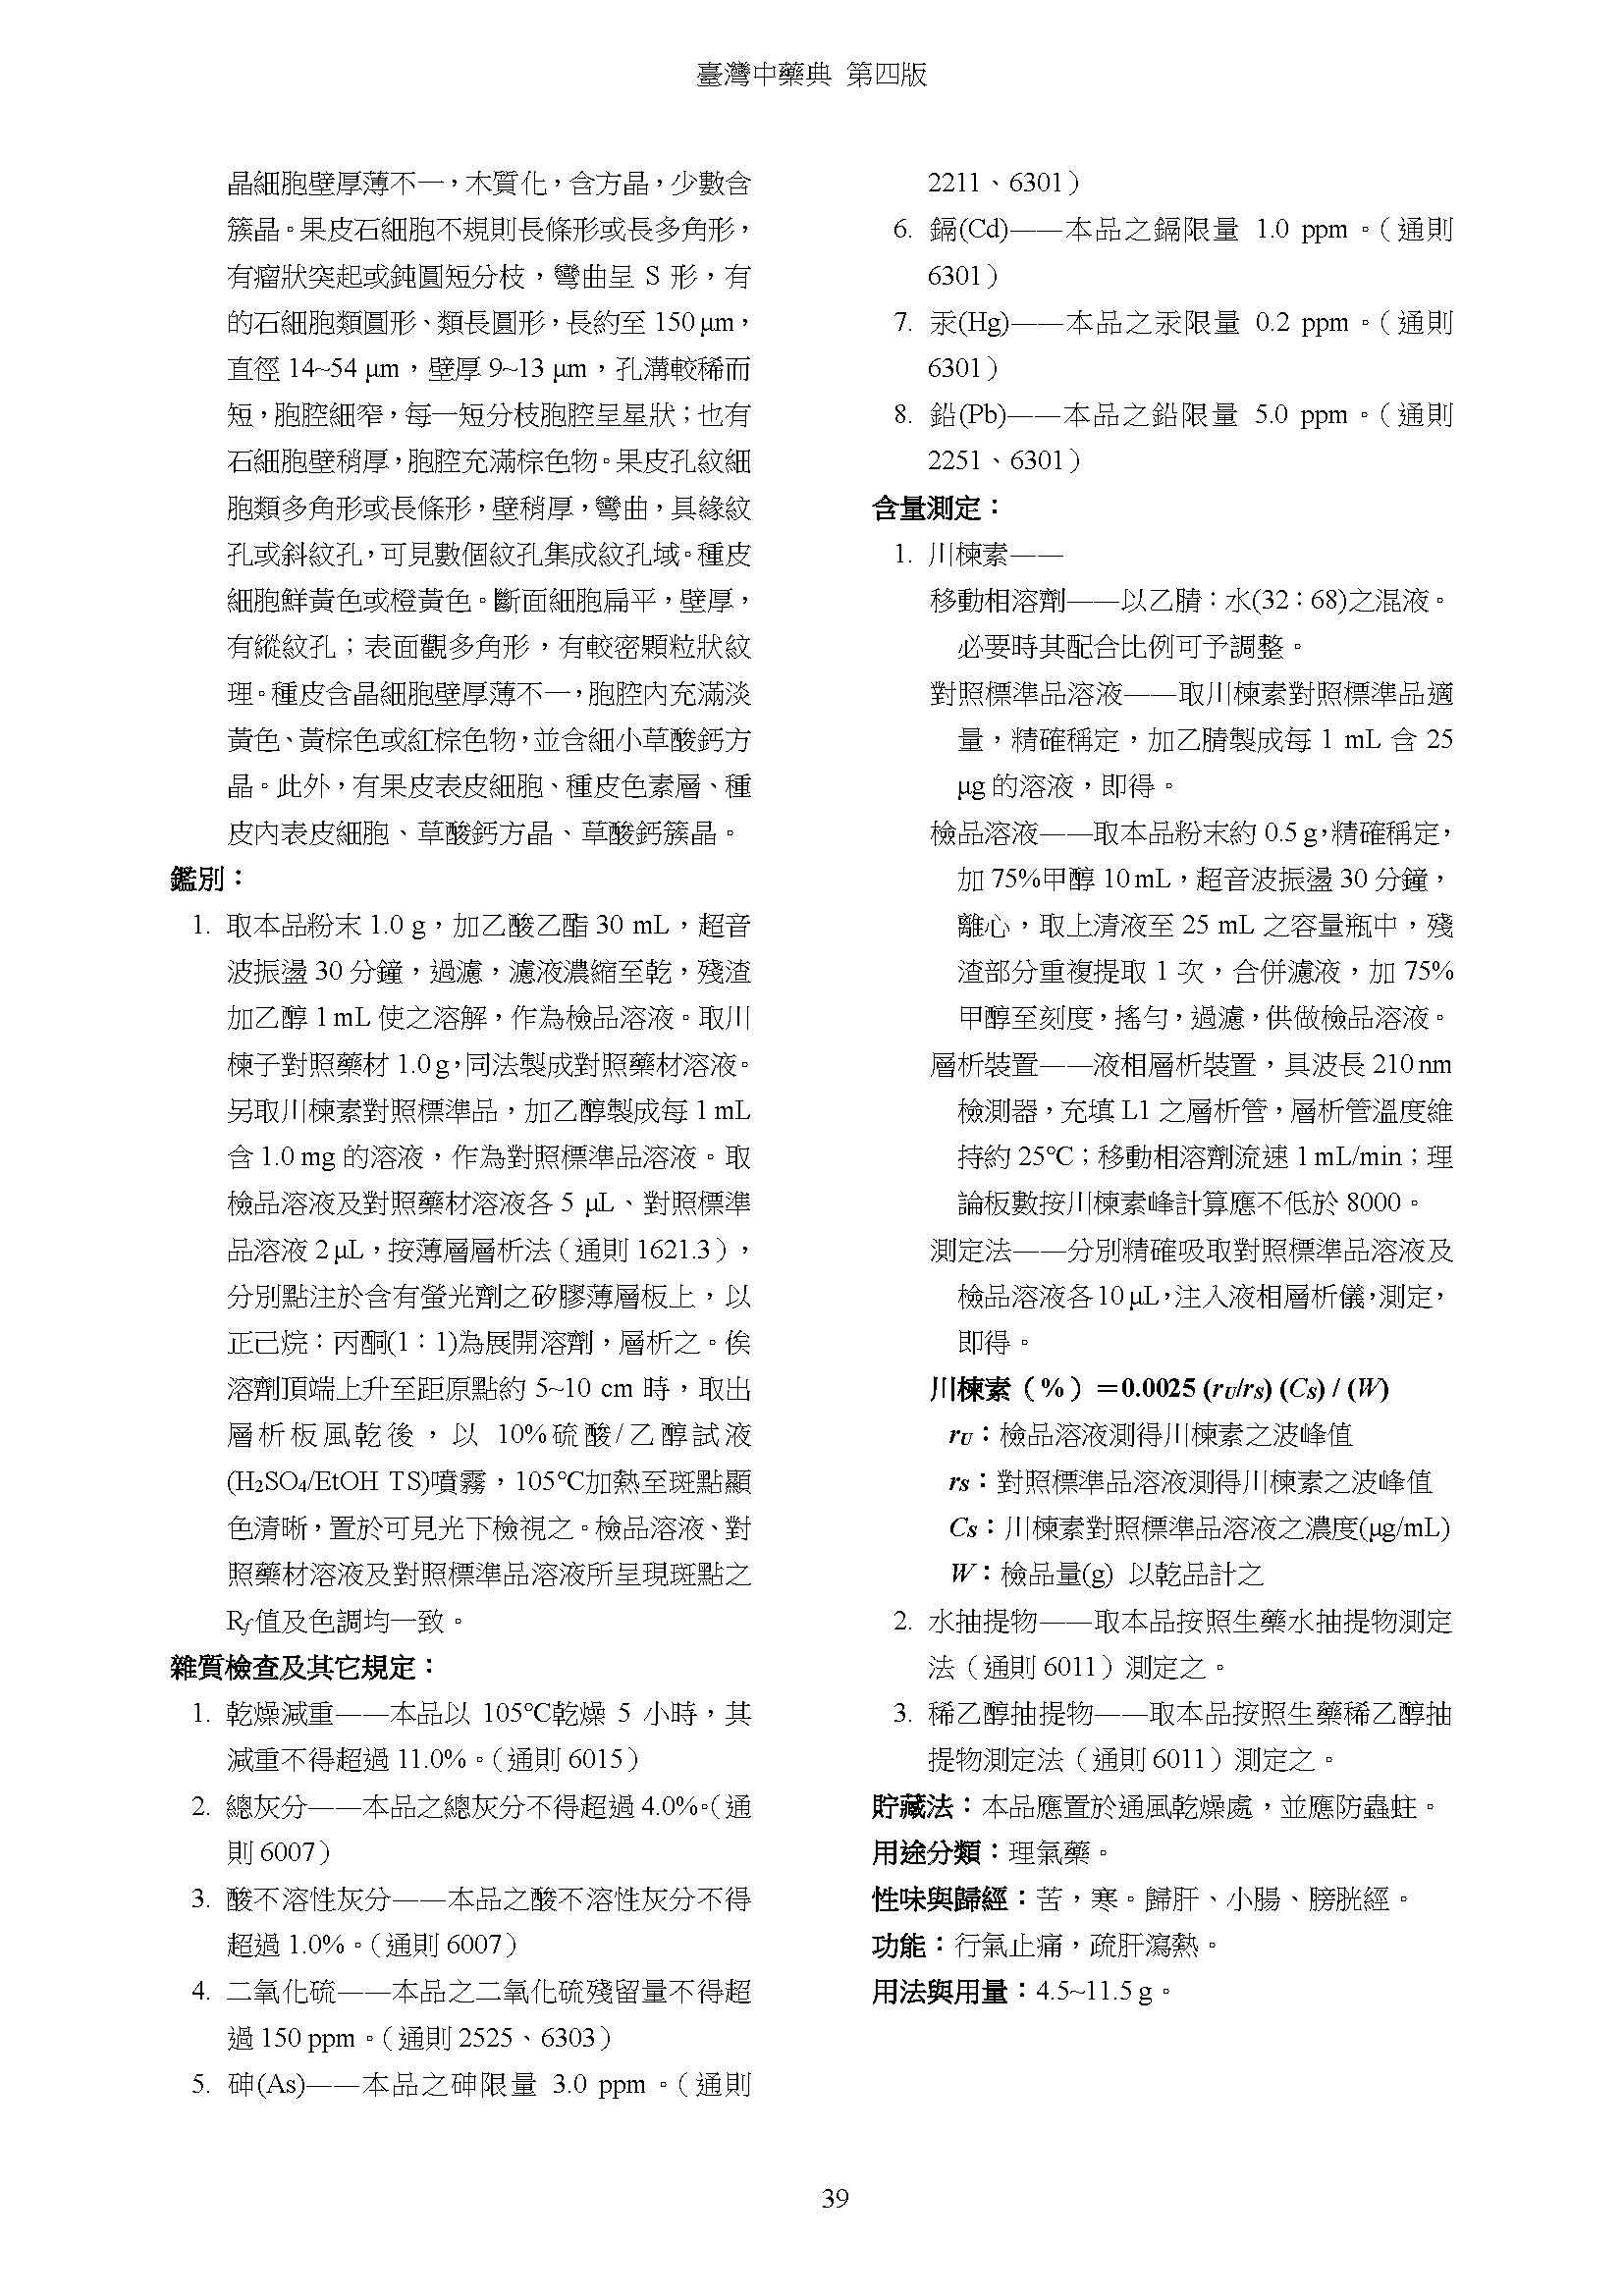 臺灣中藥典 第四版
晶細胞壁厚薄不一，木質化，含方晶，少數含
簇晶。果皮石細胞不規則長條形或長多角形，
有瘤狀突起或鈍圓短分枝，彎曲呈 S 形，有
的石細胞類圓形、類長圓形，長約至 150 μm，
直徑 14~54 μm，壁厚 9~13 μm，孔溝較稀而
短，胞腔細窄，每一短分枝胞腔呈星狀；也有
石細胞壁稍厚，胞腔充滿棕色物。果皮孔紋細
胞類多角形或長條形，壁稍厚，彎曲，具緣紋
孔或斜紋孔，可見數個紋孔集成紋孔域。種皮
細胞鮮黃色或橙黃色。斷面細胞扁平，壁厚，
有縱紋孔；表面觀多角形，有較密顆粒狀紋
理。種皮含晶細胞壁厚薄不一，胞腔內充滿淡
黃色、黃棕色或紅棕色物，並含細小草酸鈣方
晶。此外，有果皮表皮細胞、種皮色素層、種
皮內表皮細胞、草酸鈣方晶、草酸鈣簇晶。
鑑別：
1. 取本品粉末 1.0 g，加乙酸乙酯 30 mL，超音
波振盪 30 分鐘，過濾，濾液濃縮至乾，殘渣
加乙醇 1 mL 使之溶解，作為檢品溶液。取川
楝子對照藥材 1.0 g，同法製成對照藥材溶液。
另取川楝素對照標準品，加乙醇製成每 1 mL
含 1.0 mg 的溶液，作為對照標準品溶液。取
檢品溶液及對照藥材溶液各 5 μL、對照標準
品溶液 2 μL，按薄層層析法（通則 1621.3），
分別點注於含有螢光劑之矽膠薄層板上，以
正己烷：丙酮(1：1)為展開溶劑，層析之。俟
溶劑頂端上升至距原點約 5~10 cm 時，取出
層析板風乾後，以 10%硫酸/乙醇試液
(H₂SO₄/EtOH TS)噴霧，105℃加熱至斑點顯
色清晰，置於可見光下檢視之。檢品溶液、對
照藥材溶液及對照標準品溶液所呈現斑點之
Rf值及色調均一致。
雜質檢查及其它規定：
1. 乾燥減重——本品以 105℃乾燥 5 小時，其
減重不得超過 11.0%。（通則 6015）
2. 總灰分——本品之總灰分不得超過 4.0%。（通
則 6007）
3. 酸不溶性灰分——本品之酸不溶性灰分不得
超過 1.0%。（通則 6007）
4. 二氧化硫——本品之二氧化硫殘留量不得超
過 150 ppm。（通則 2525、6303）
5. 砷(As)——本品之砷限量 3.0 ppm。（通則
2211、6301）
6. 鎘(Cd)——本品之鎘限量 1.0 ppm。（通則
6301）
7. 汞(Hg)——本品之汞限量 0.2 ppm。（通則
6301）
8. 鉛(Pb)——本品之鉛限量 5.0 ppm。（通則
2251、6301）
含量測定：
1. 川楝素——
移動相溶劑——以乙腈：水(32：68)之混液。
必要時其配合比例可予調整。
對照標準品溶液——取川楝素對照標準品適
量，精確稱定，加乙腈製成每 1 mL 含 25
μg 的溶液，即得。
檢品溶液——取本品粉末約 0.5 g，精確稱定，
加 75%甲醇 10 mL，超音波振盪 30 分鐘，
離心，取上清液至 25 mL 之容量瓶中，殘
渣部分重複提取 1 次，合併濾液，加 75%
甲醇至刻度，搖勻，過濾，供做檢品溶液。
層析裝置——液相層析裝置，具波長 210 nm
檢測器，充填 L1 之層析管，層析管溫度維
持約 25℃；移動相溶劑流速 1 mL/min；理
論板數按川楝素峰計算應不低於 8000。
測定法——分別精確吸取對照標準品溶液及
檢品溶液各 10 μL，注入液相層析儀，測定，
即得。
川楝素（%）＝0.0025 (rU/rS) (CS) / (W)
rU：檢品溶液測得川楝素之波峰值
rS：對照標準品溶液測得川楝素之波峰值
CS：川楝素對照標準品溶液之濃度(μg/mL)
W：檢品量(g) 以乾品計之
2. 水抽提物——取本品按照生藥水抽提物測定
法（通則 6011）測定之。
3. 稀乙醇抽提物——取本品按照生藥稀乙醇抽
提物測定法（通則 6011）測定之。
貯藏法：本品應置於通風乾燥處，並應防蟲蛀。
用途分類：理氣藥。
性味與歸經：苦，寒。歸肝、小腸、膀胱經。
功能：行氣止痛，疏肝瀉熱。
用法與用量：4.5~11.5 g。
39